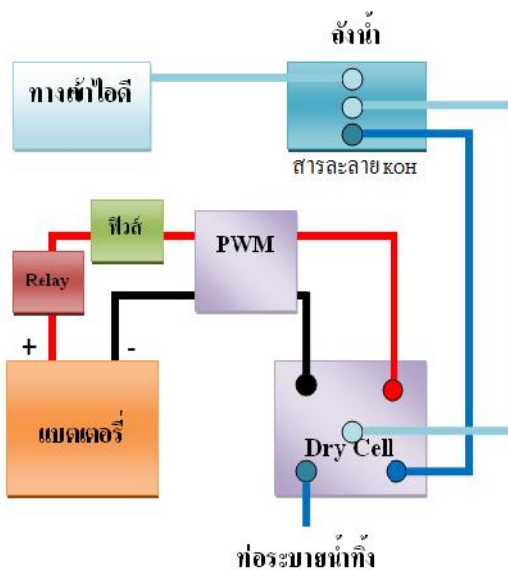 ถังน้ำ
ทางเข้าไอดี
สารละลาย KOH
ฟิวส์
PWM
Relay
+
-
แบตเตอรี่
Dry Cell
ท่อระบายน้ำทิ้ง